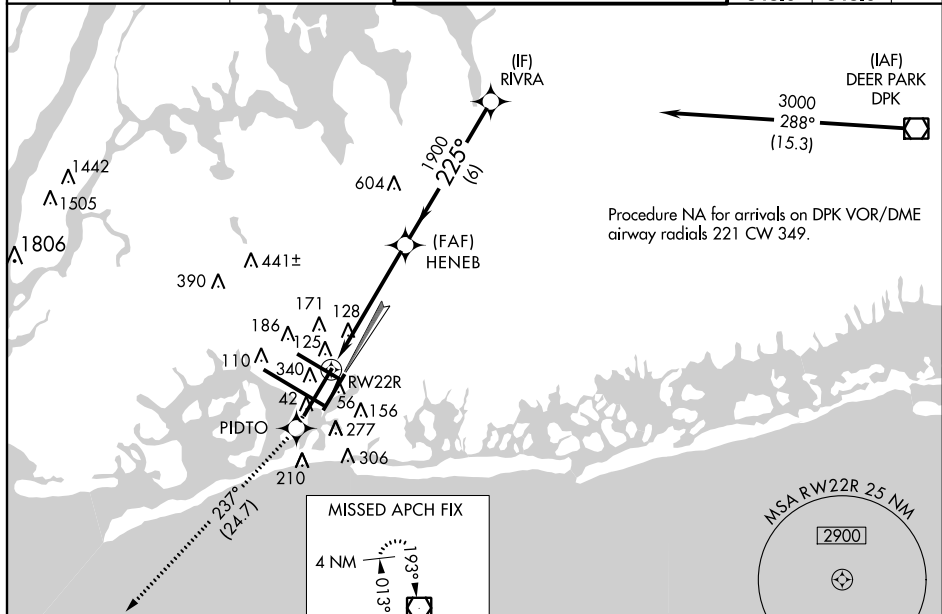 (IF)
RIVRA
(IAF)
DEER PARK
DPK
3000
288°
(15.3)
1900
225°
(6)
1442
1505
604
Procedure NA for arrivals on DPK VOR/DME
airway radials 221 CW 349.
1806
(FAF)
HENEB
441±
390
171
128
186
125
110
340
RW22R
42
56
156
PIDTO
277
306
210
237°
(24.7)
MISSED APCH FIX
4 NM
193°
013°
MSA RW22R 25 NM
2900